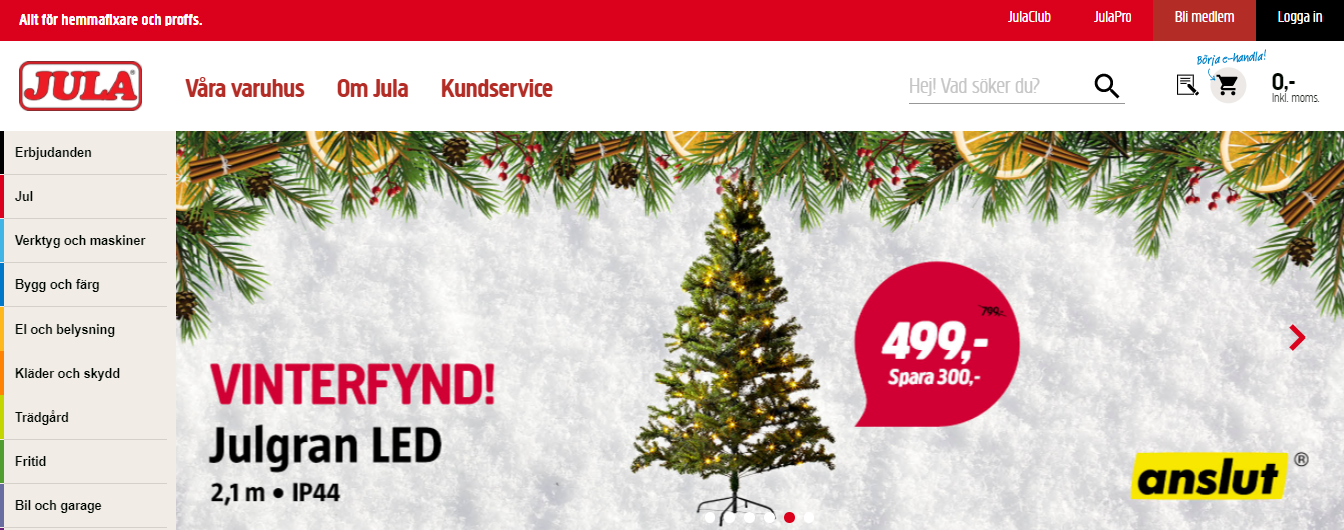 Allt för hemmafixare och proffs.
JulaClub
JulaPro
Bli medlem
Logga in
JULA®
Våra varuhus
Om Jula
Kundservice
Hej! Vad söker du?
Börja e-handla!
0,-
Inkl. moms.
Erbjudanden
Jul
Verktyg och maskiner
Bygg och färg
El och belysning
Kläder och skydd
Trädgård
Fritid
Bil och garage
799,-
499,-
Spara 300,-
VINTERFYND!
Julgran LED
2,1 m • IP44
anslut®